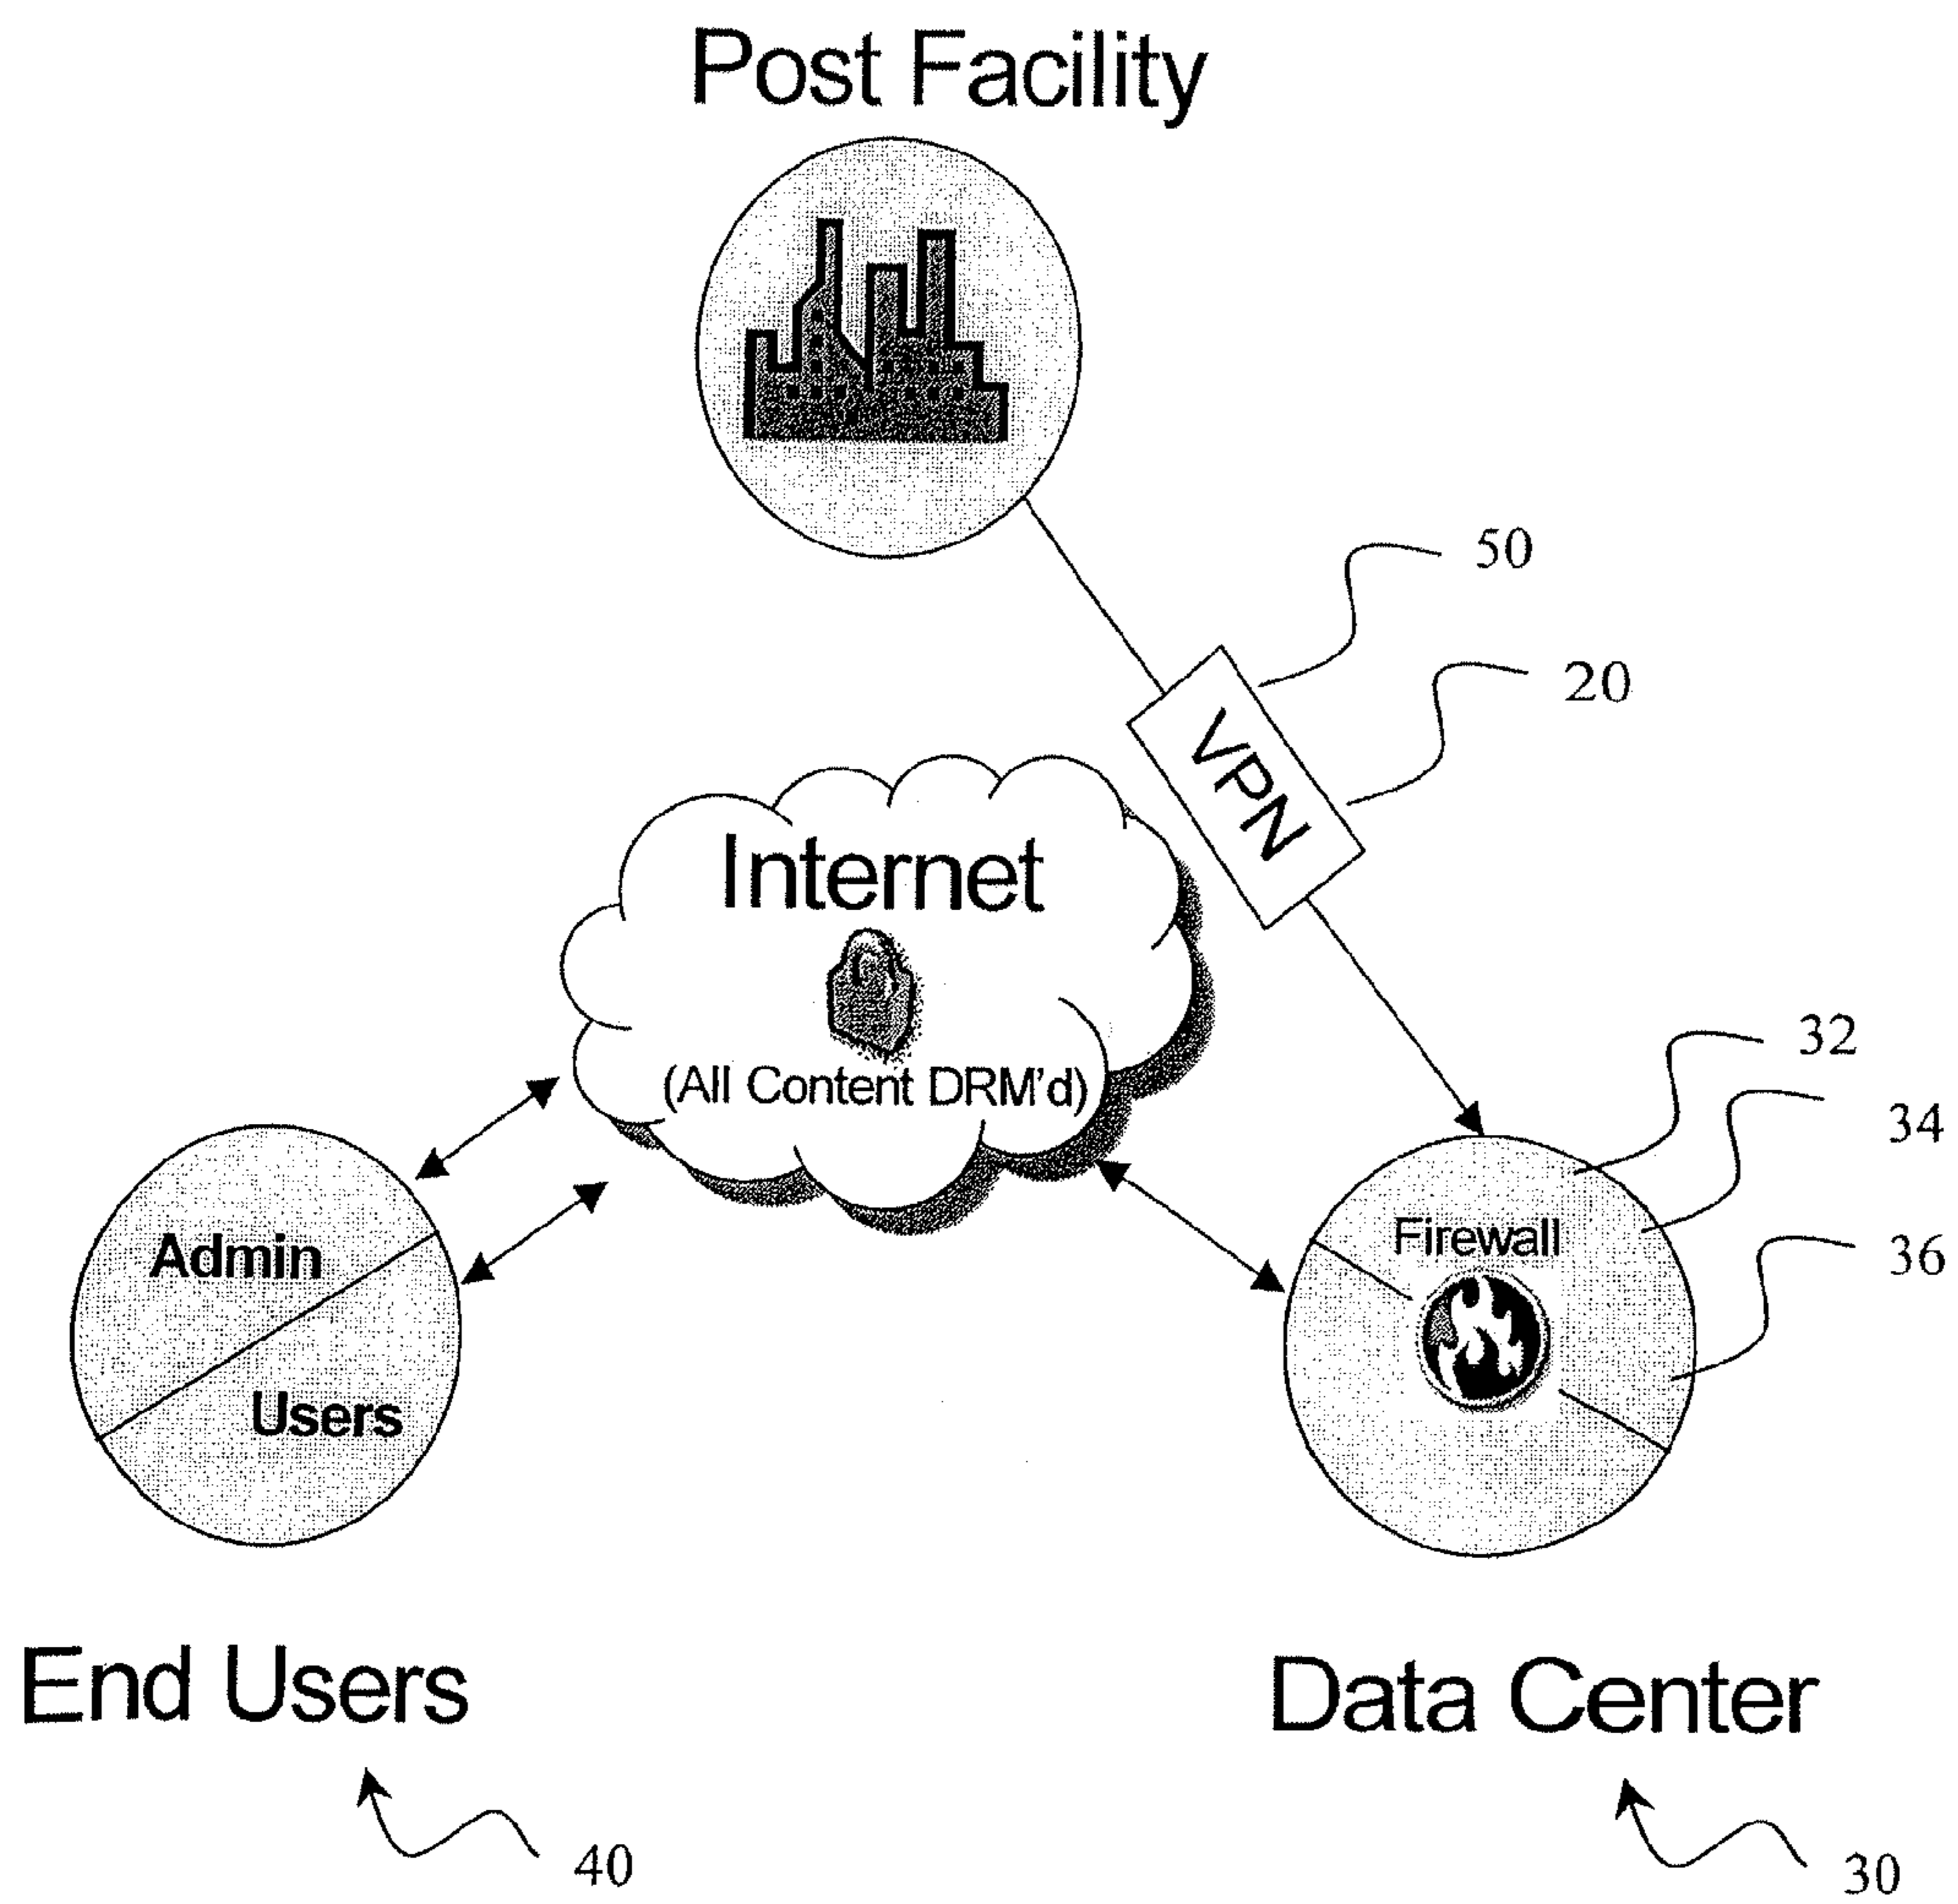 Post Facility
50
20
VPN
Internet
(All Content DRM'd)
32
34
Firewall
36
Admin
Users
End Users
Data Center
40
30